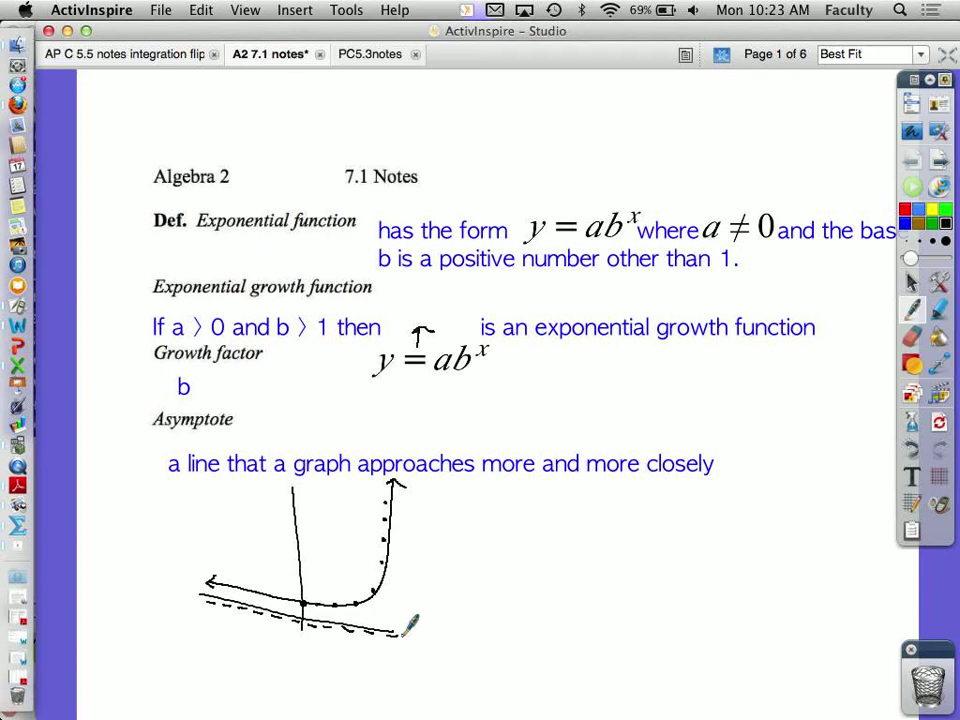 ActivInspire File Edit View Insert Tools Help 69% Mon 10:23 AM Faculty
ActivInspire – Studio
AP C 5.5 notes integration flip A2 7.1 notes* PC5.3notes Page 1 of 6 Best Fit
Algebra 2 7.1 Notes
Def. Exponential function has the form y = abˣ where a ≠ 0 and the bas
b is a positive number other than 1.
Exponential growth function
If a > 0 and b > 1 then is an exponential growth function
Growth factor y = abˣ
b
Asymptote
a line that a graph approaches more and more closely